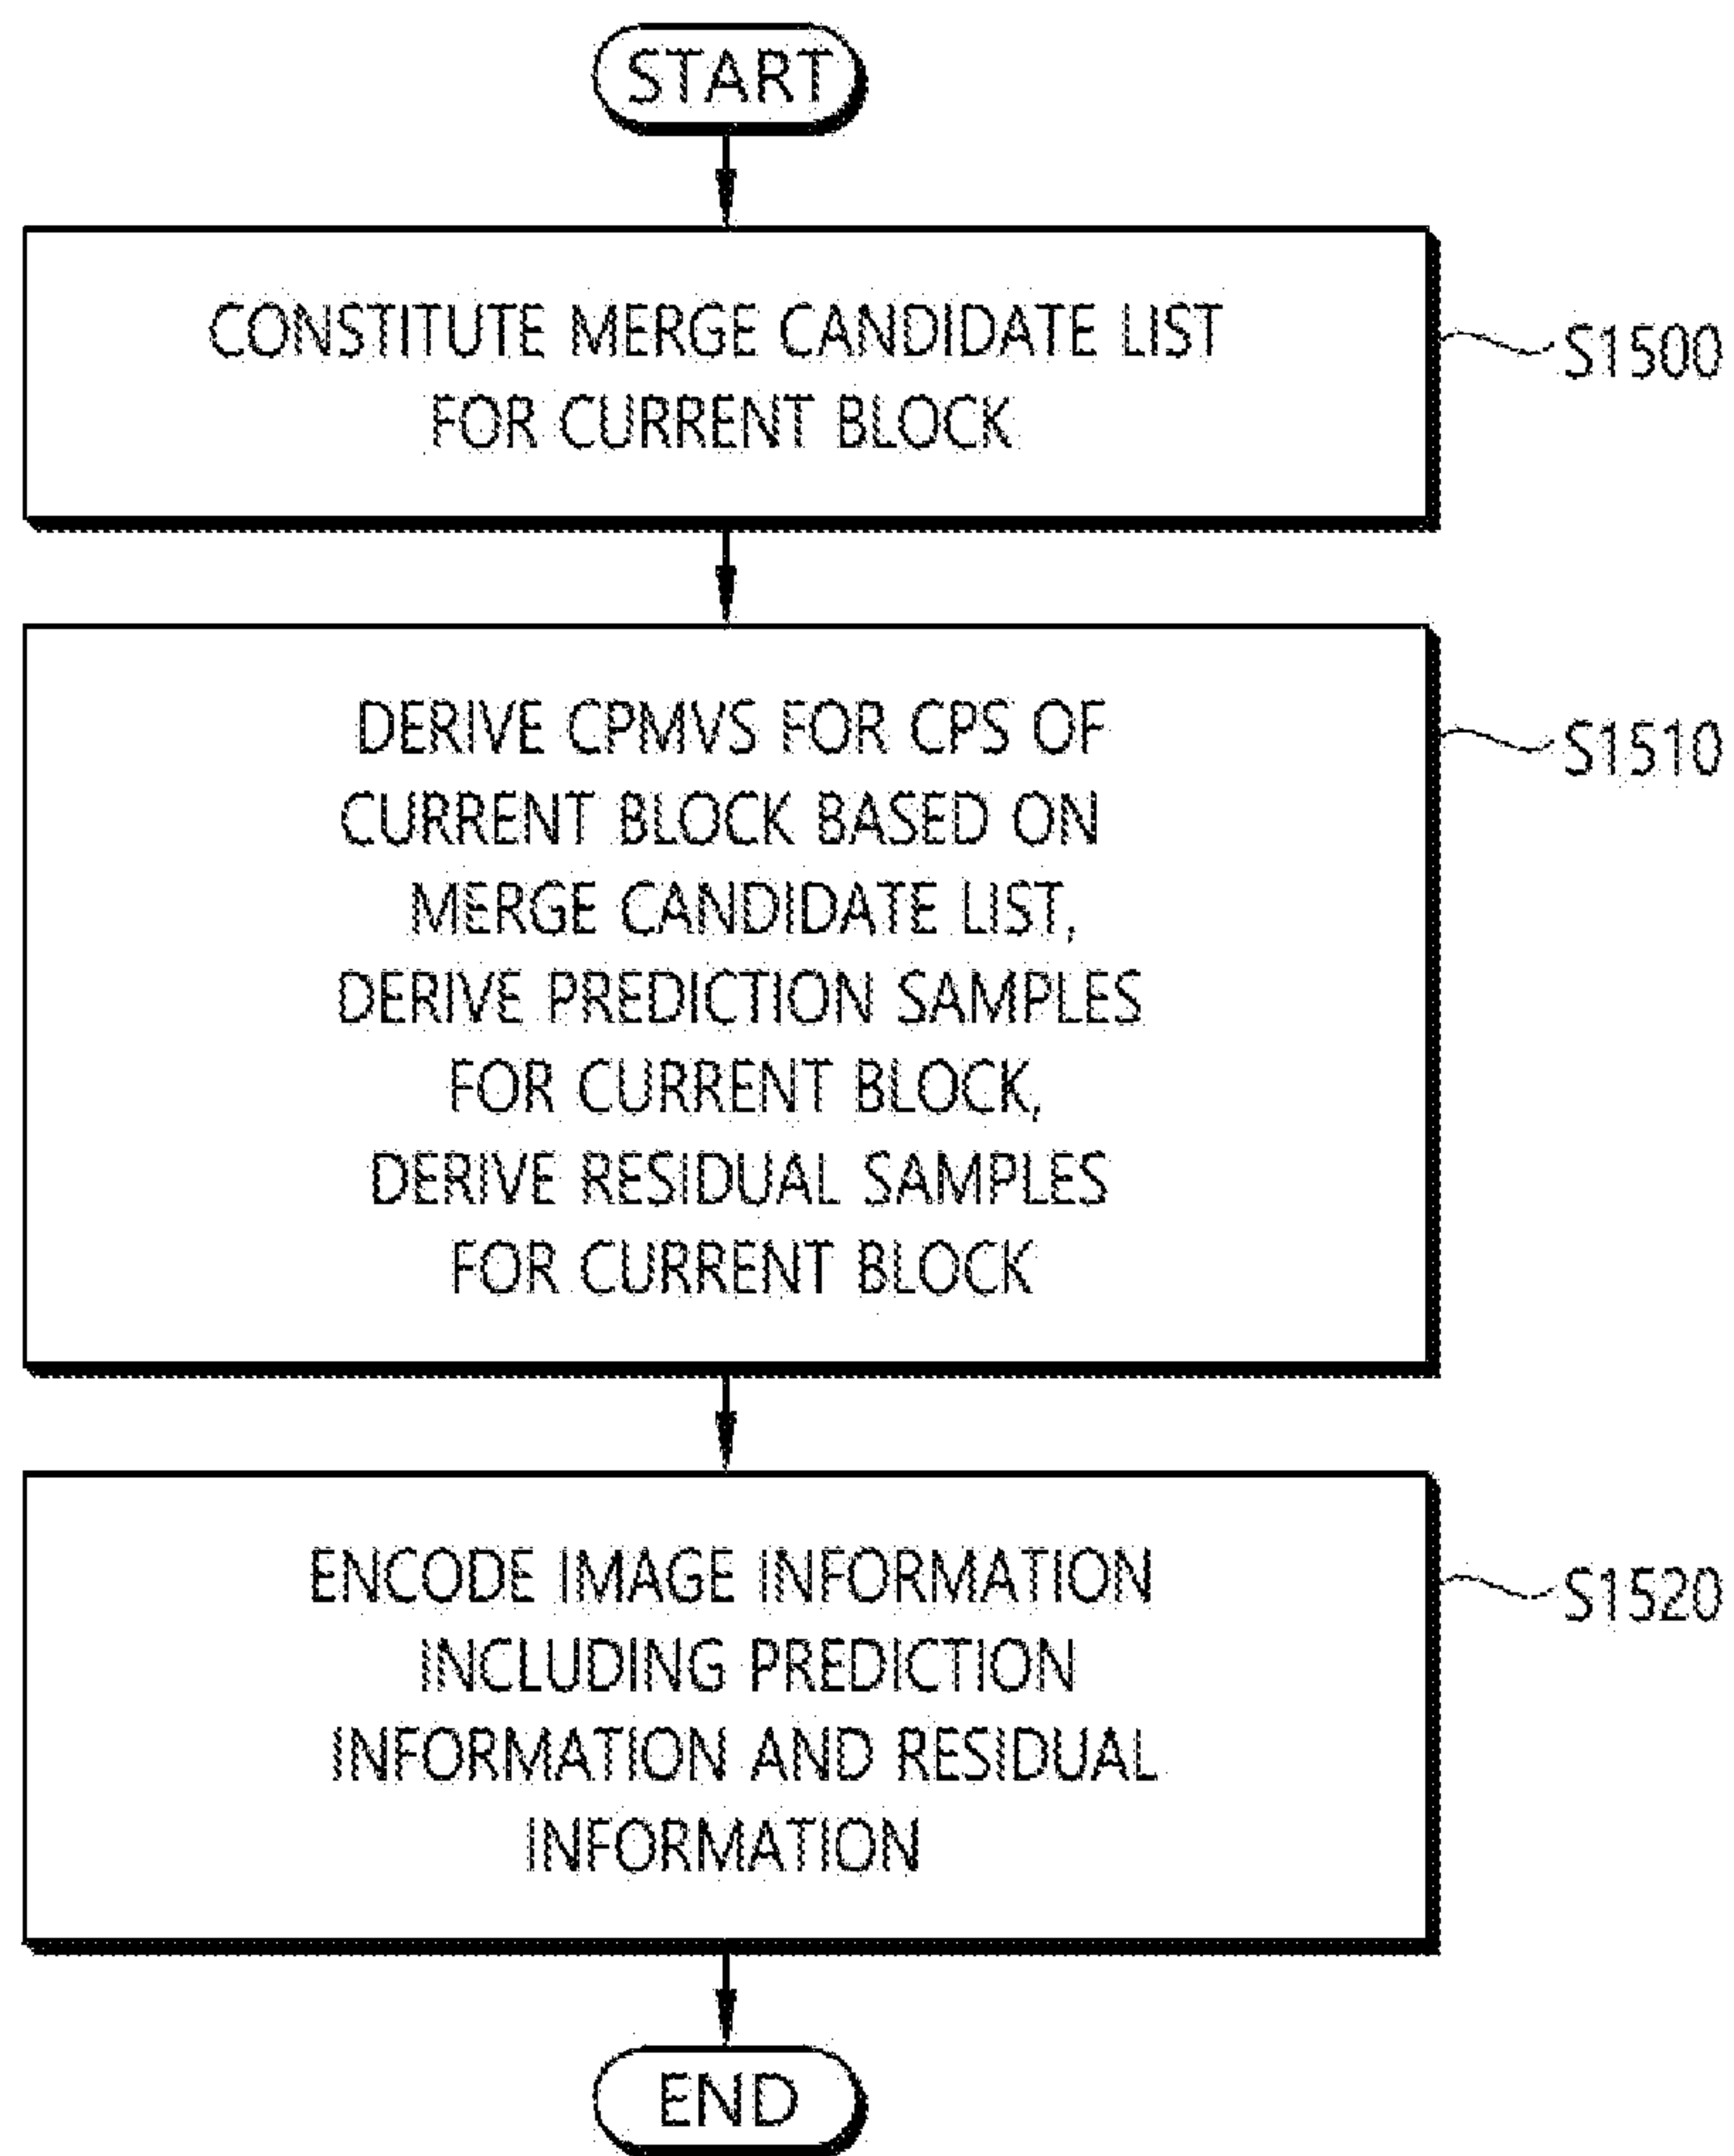 START
CONSTITUTE MERGE CANDIDATE LIST
FOR CURRENT BLOCK
S1500
DERIVE CPMVS FOR CPS OF
CURRENT BLOCK BASED ON
MERGE CANDIDATE LIST,
DERIVE PREDICTION SAMPLES
FOR CURRENT BLOCK,
DERIVE RESIDUAL SAMPLES
FOR CURRENT BLOCK
S1510
ENCODE IMAGE INFORMATION
INCLUDING PREDICTION
INFORMATION AND RESIDUAL
INFORMATION
S1520
END